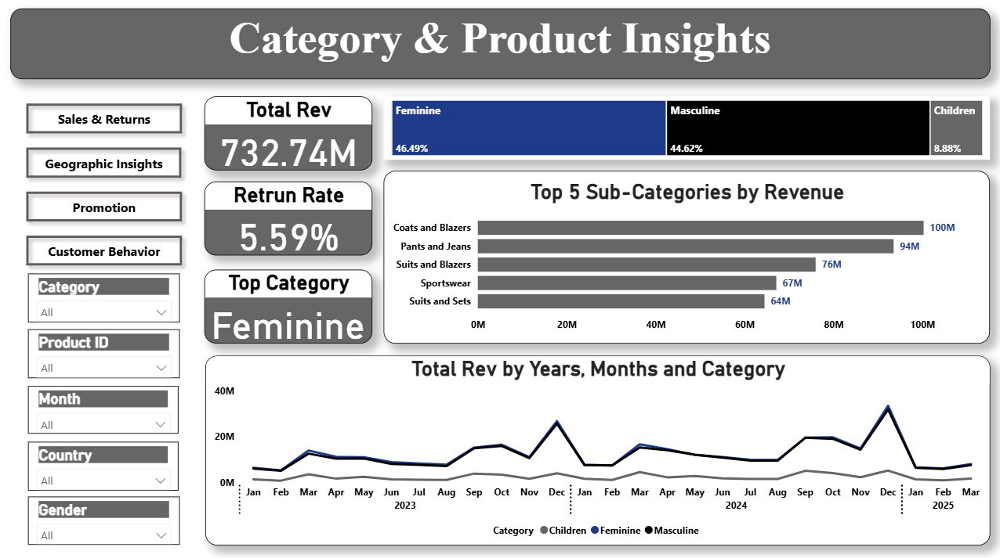 Category & Product Insights
Sales & Returns
Geographic Insights
Promotion
Customer Behavior
Category
All
Product ID
All
Month
All
Country
All
Gender
All
Total Rev
732.74M
Retrun Rate
5.59%
Top Category
Feminine
Feminine Masculine Children
46.49% 44.62% 8.88%
Top 5 Sub-Categories by Revenue
Coats and Blazers 100M
Pants and Jeans 94M
Suits and Blazers 76M
Sportswear 67M
Suits and Sets 64M
0M 20M 40M 60M 80M 100M
Total Rev by Years, Months and Category
40M
20M
0M
Jan Feb Mar Apr May Jun Jul Aug Sep Oct Nov Dec Jan Feb Mar Apr May Jun Jul Aug Sep Oct Nov Dec Jan Feb Mar
2023 2024 2025
Category Children Feminine Masculine